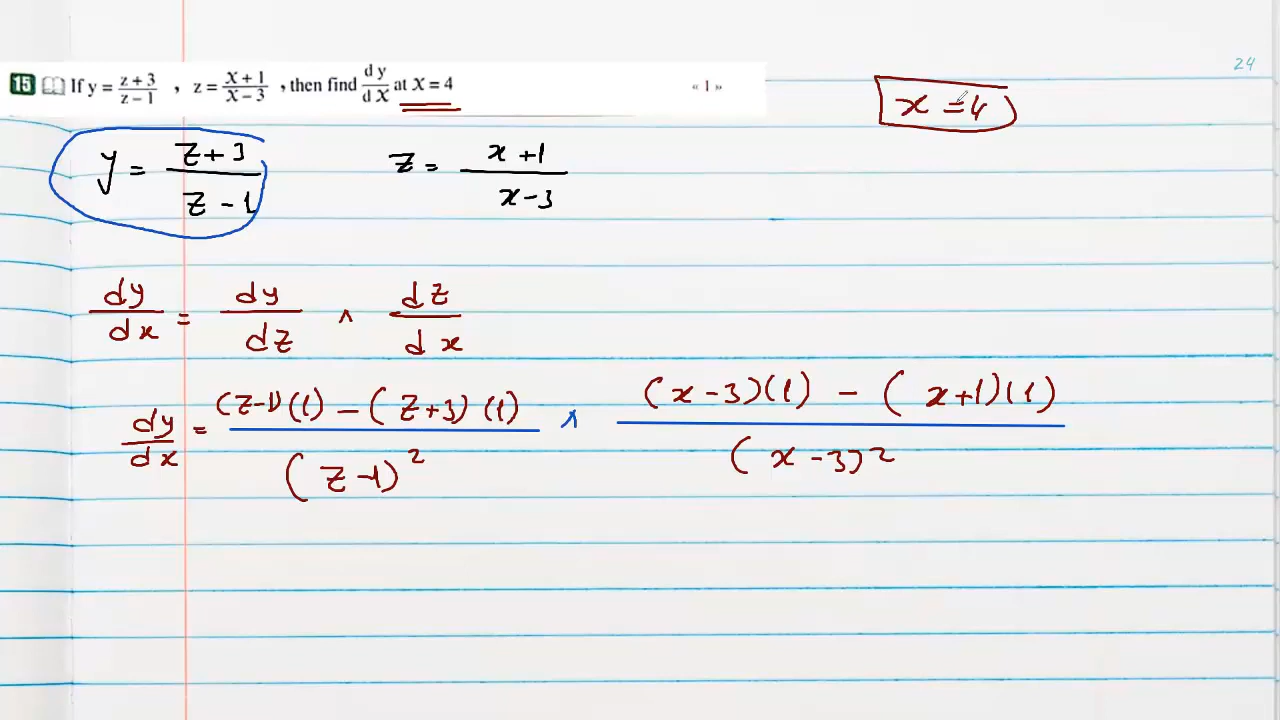 24
15 If y = (z + 3)/(z − 1) , z = (X + 1)/(X − 3) , then find dy/dX at X = 4 « 1 »
x = 4
y = (z + 3)/(z − 1) z = (x + 1)/(x − 3)
dy/dx = dy/dz × dz/dx
dy/dx = ((z − 1)(1) − (z + 3)(1))/(z − 1)² × ((x − 3)(1) − (x + 1)(1))/(x − 3)²